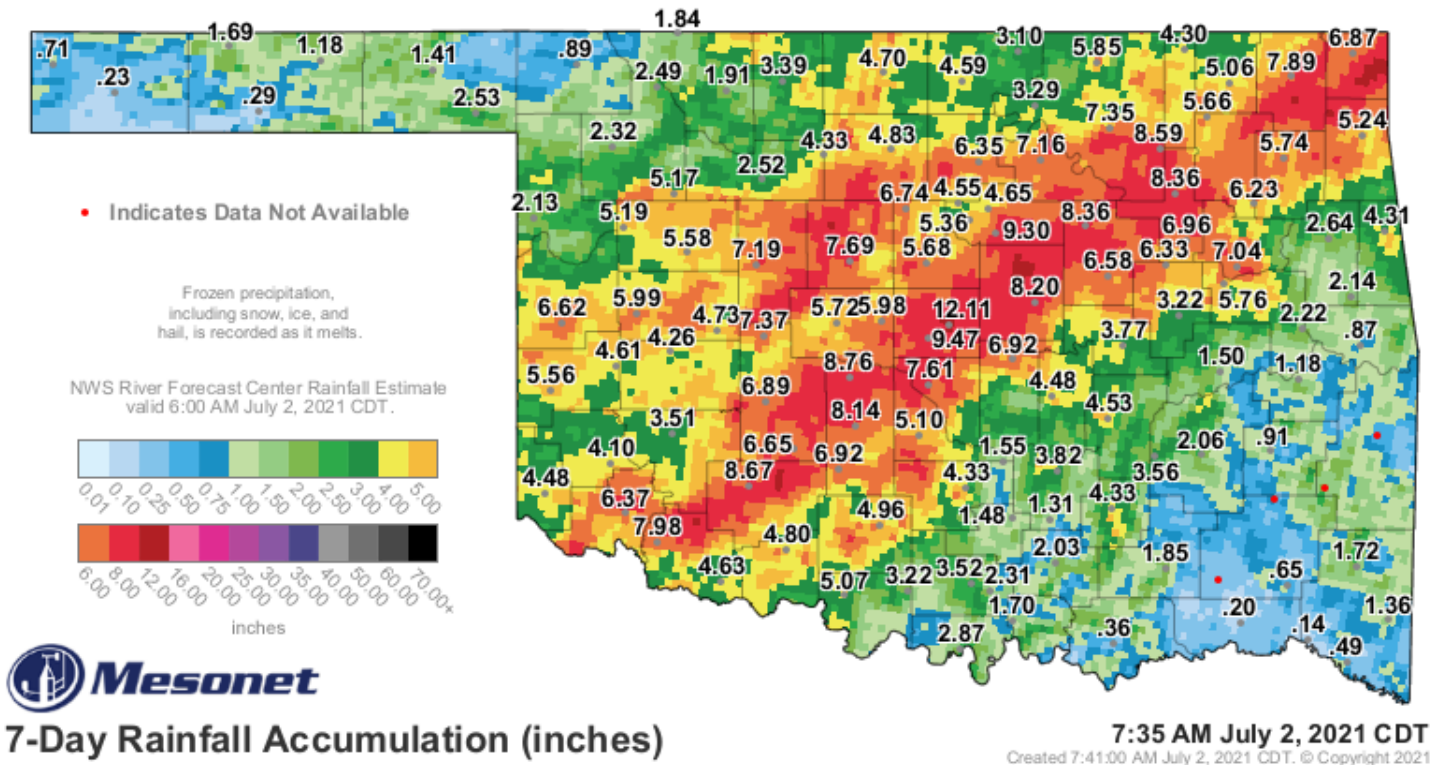 1.84
.71 1.69 1.18 1.41 .89 3.10 5.85 4.30 6.87
.23 2.49 1.91 3.39 4.70 4.59 5.06 7.89
.29 2.53 3.29 5.66
2.32 4.33 4.83 7.35 8.59 5.24
2.52 6.35 7.16 5.74
5.17 6.74 4.55 4.65 8.36 6.23
2.13 5.19 5.36 9.30 8.36 6.96 2.64 4.31
Indicates Data Not Available
5.58 7.19 7.69 5.68 6.58 6.33 7.04
8.20 2.14
Frozen precipitation,
including snow, ice, and
hail, is recorded as it melts.
6.62 5.99 4.73 7.37 5.72 5.98 12.11 3.22 5.76 2.22
4.61 4.26 9.47 6.92 3.77 .87
5.56 8.76 7.61 1.50 1.18
NWS River Forecast Center Rainfall Estimate
valid 6:00 AM July 2, 2021 CDT.
6.89 4.48
3.51 8.14 5.10 4.53
4.10 6.65 6.92 1.55 3.82 2.06 .91
4.48 8.67 4.33 3.56
0.01 0.10 0.25 0.50 0.75 1.00 1.50 2.00 2.50 3.00 4.00 5.00
6.37 4.96 1.48 1.31 4.33
7.98 4.80 2.03 1.85 1.72
4.63 5.07 3.22 3.52 2.31 .65
6.00 8.00 12.00 16.00 20.00 25.00 30.00 35.00 40.00 50.00 60.00 70.00+
1.70 .20 1.36
inches
2.87 .36 .14 .49
Mesonet
7-Day Rainfall Accumulation (inches)
7:35 AM July 2, 2021 CDT
Created 7:41:00 AM July 2, 2021 CDT. © Copyright 2021